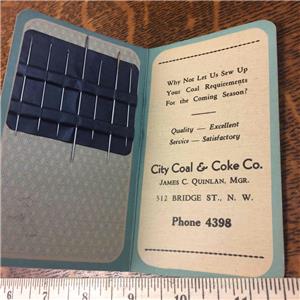 Why Not Let Us Sew Up
Your Coal Requirements
For the Coming Season?
Quality — Excellent
Service — Satisfactory
City Coal & Coke Co.
JAMES C. QUINLAN, MGR.
512 BRIDGE ST., N. W.
Phone 4398